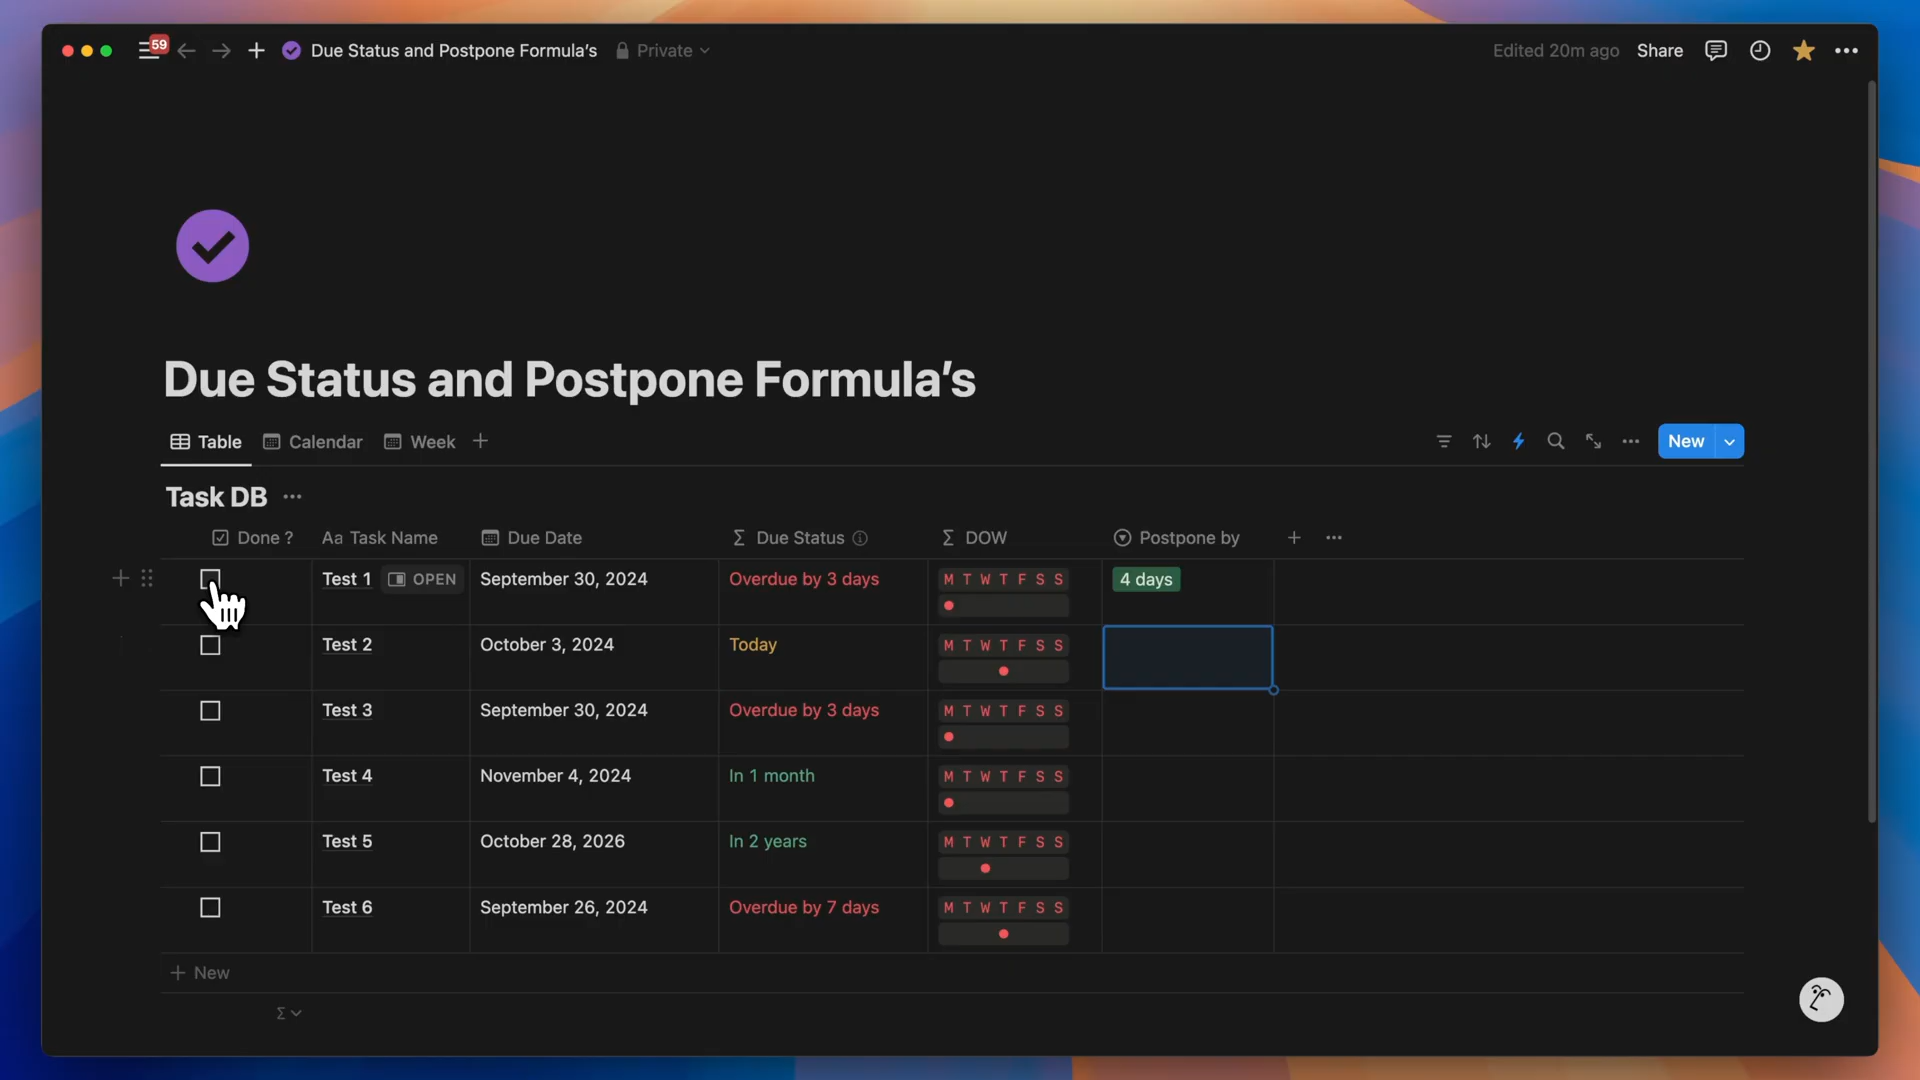 59
Due Status and Postpone Formula’s
Private
Edited 20m ago
Share
Due Status and Postpone Formula’s
Table
Calendar
Week
New
Task DB
Done ?
Aa Task Name
Due Date
Σ Due Status
Σ DOW
Postpone by
Test 1
OPEN
September 30, 2024
Overdue by 3 days
M T W T F S S
4 days
Test 2
October 3, 2024
Today
M T W T F S S
Test 3
September 30, 2024
Overdue by 3 days
M T W T F S S
Test 4
November 4, 2024
In 1 month
M T W T F S S
Test 5
October 28, 2026
In 2 years
M T W T F S S
Test 6
September 26, 2024
Overdue by 7 days
M T W T F S S
+ New
Σ